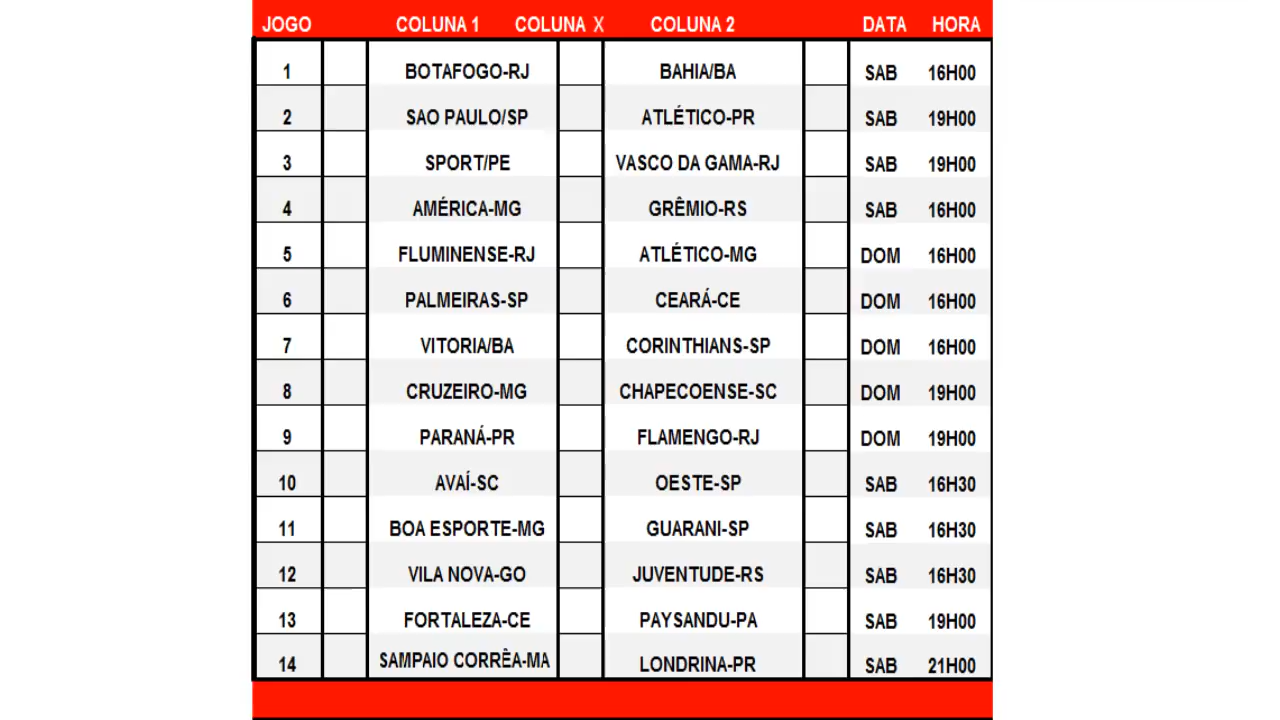 JOGO COLUNA 1 COLUNA X COLUNA 2 DATA HORA
1 BOTAFOGO-RJ BAHIA/BA SAB 16H00
2 SAO PAULO/SP ATLÉTICO-PR SAB 19H00
3 SPORT/PE VASCO DA GAMA-RJ SAB 19H00
4 AMÉRICA-MG GRÊMIO-RS SAB 16H00
5 FLUMINENSE-RJ ATLÉTICO-MG DOM 16H00
6 PALMEIRAS-SP CEARÁ-CE DOM 16H00
7 VITORIA/BA CORINTHIANS-SP DOM 16H00
8 CRUZEIRO-MG CHAPECOENSE-SC DOM 19H00
9 PARANÁ-PR FLAMENGO-RJ DOM 19H00
10 AVAÍ-SC OESTE-SP SAB 16H30
11 BOA ESPORTE-MG GUARANI-SP SAB 16H30
12 VILA NOVA-GO JUVENTUDE-RS SAB 16H30
13 FORTALEZA-CE PAYSANDU-PA SAB 19H00
14 SAMPAIO CORRÊA-MA LONDRINA-PR SAB 21H00